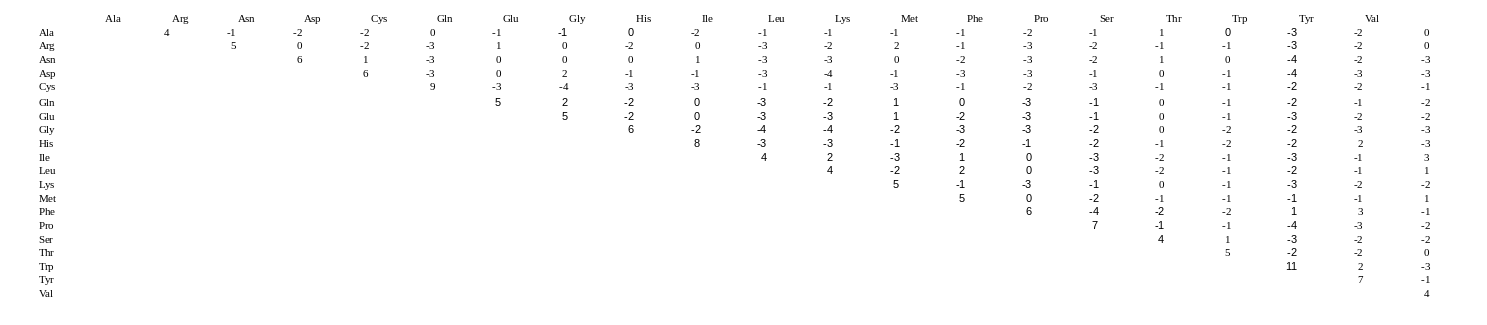 Ala Arg Asn Asp Cys Gln Glu Gly His Ile Leu Lys Met Phe Pro Ser Thr Trp Tyr Val
Ala 4 -1 -2 -2 0 -1 -1 0 -2 -1 -1 -1 -1 -2 -1 1 0 -3 -2 0
Arg 5 0 -2 -3 1 0 -2 0 -3 -2 2 -1 -3 -2 -1 -1 -3 -2 0
Asn 6 1 -3 0 0 0 1 -3 -3 0 -2 -3 -2 1 0 -4 -2 -3
Asp 6 -3 0 2 -1 -1 -3 -4 -1 -3 -3 -1 0 -1 -4 -3 -3
Cys 9 -3 -4 -3 -3 -1 -1 -3 -1 -2 -3 -1 -1 -2 -2 -1
Gln 5 2 -2 0 -3 -2 1 0 -3 -1 0 -1 -2 -1 -2
Glu 5 -2 0 -3 -3 1 -2 -3 -1 0 -1 -3 -2 -2
Gly 6 -2 -4 -4 -2 -3 -3 -2 0 -2 -2 -3 -3
His 8 -3 -3 -1 -2 -1 -2 -1 -2 -2 2 -3
Ile 4 2 -3 1 0 -3 -2 -1 -3 -1 3
Leu 4 -2 2 0 -3 -2 -1 -2 -1 1
Lys 5 -1 -3 -1 0 -1 -3 -2 -2
Met 5 0 -2 -1 -1 -1 -1 1
Phe 6 -4 -2 -2 1 3 -1
Pro 7 -1 -1 -4 -3 -2
Ser 4 1 -3 -2 -2
Thr 5 -2 -2 0
Trp 11 2 -3
Tyr 7 -1
Val 4